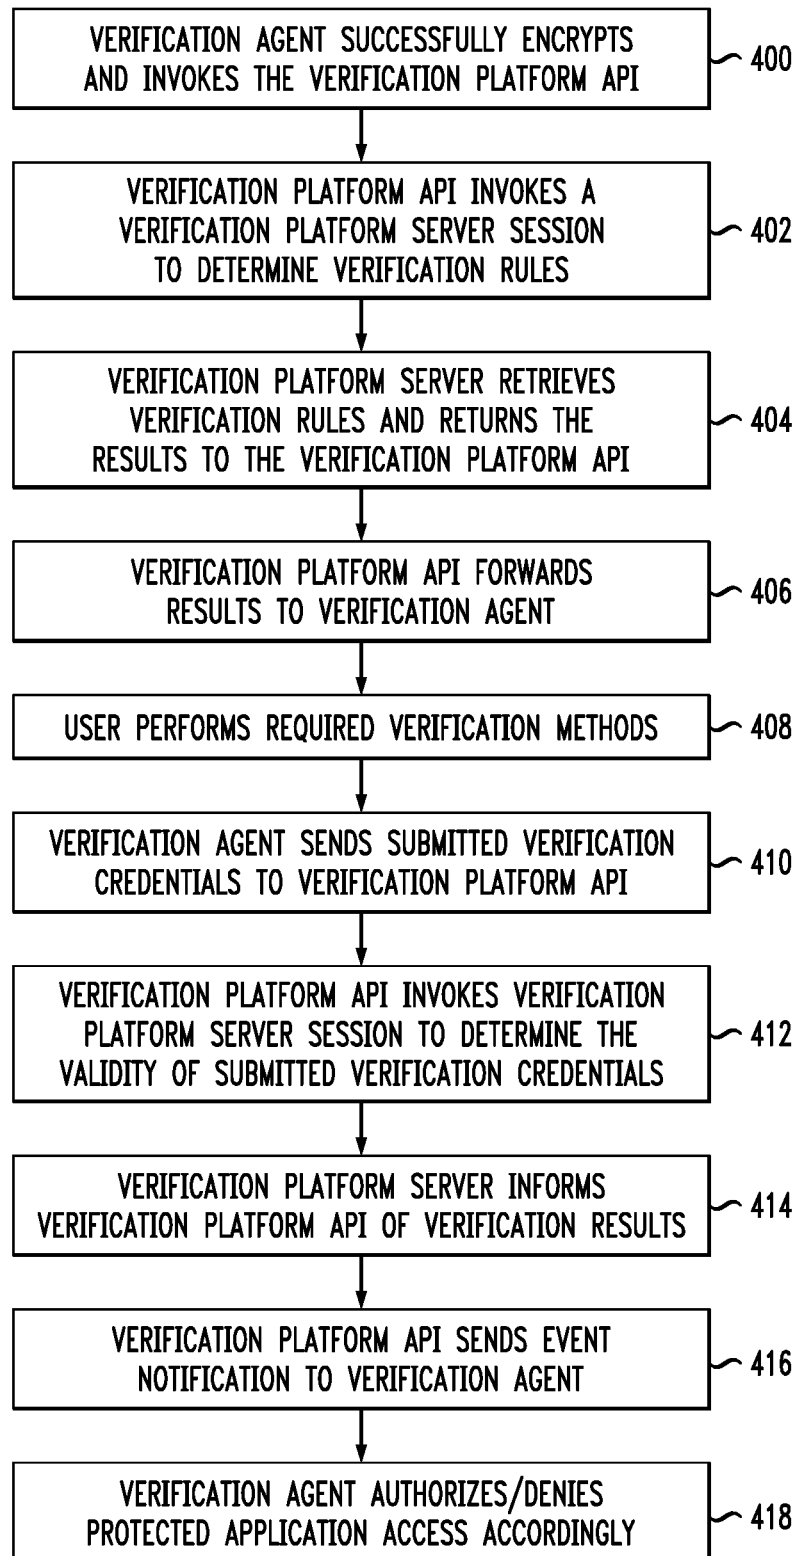 VERIFICATION AGENT SUCCESSFULLY ENCRYPTS
AND INVOKES THE VERIFICATION PLATFORM API
400
VERIFICATION PLATFORM API INVOKES A
VERIFICATION PLATFORM SERVER SESSION
TO DETERMINE VERIFICATION RULES
402
VERIFICATION PLATFORM SERVER RETRIEVES
VERIFICATION RULES AND RETURNS THE
RESULTS TO THE VERIFICATION PLATFORM API
404
VERIFICATION PLATFORM API FORWARDS
RESULTS TO VERIFICATION AGENT
406
USER PERFORMS REQUIRED VERIFICATION METHODS
408
VERIFICATION AGENT SENDS SUBMITTED VERIFICATION
CREDENTIALS TO VERIFICATION PLATFORM API
410
VERIFICATION PLATFORM API INVOKES VERIFICATION
PLATFORM SERVER SESSION TO DETERMINE THE
VALIDITY OF SUBMITTED VERIFICATION CREDENTIALS
412
VERIFICATION PLATFORM SERVER INFORMS
VERIFICATION PLATFORM API OF VERIFICATION RESULTS
414
VERIFICATION PLATFORM API SENDS EVENT
NOTIFICATION TO VERIFICATION AGENT
416
VERIFICATION AGENT AUTHORIZES/DENIES
PROTECTED APPLICATION ACCESS ACCORDINGLY
418